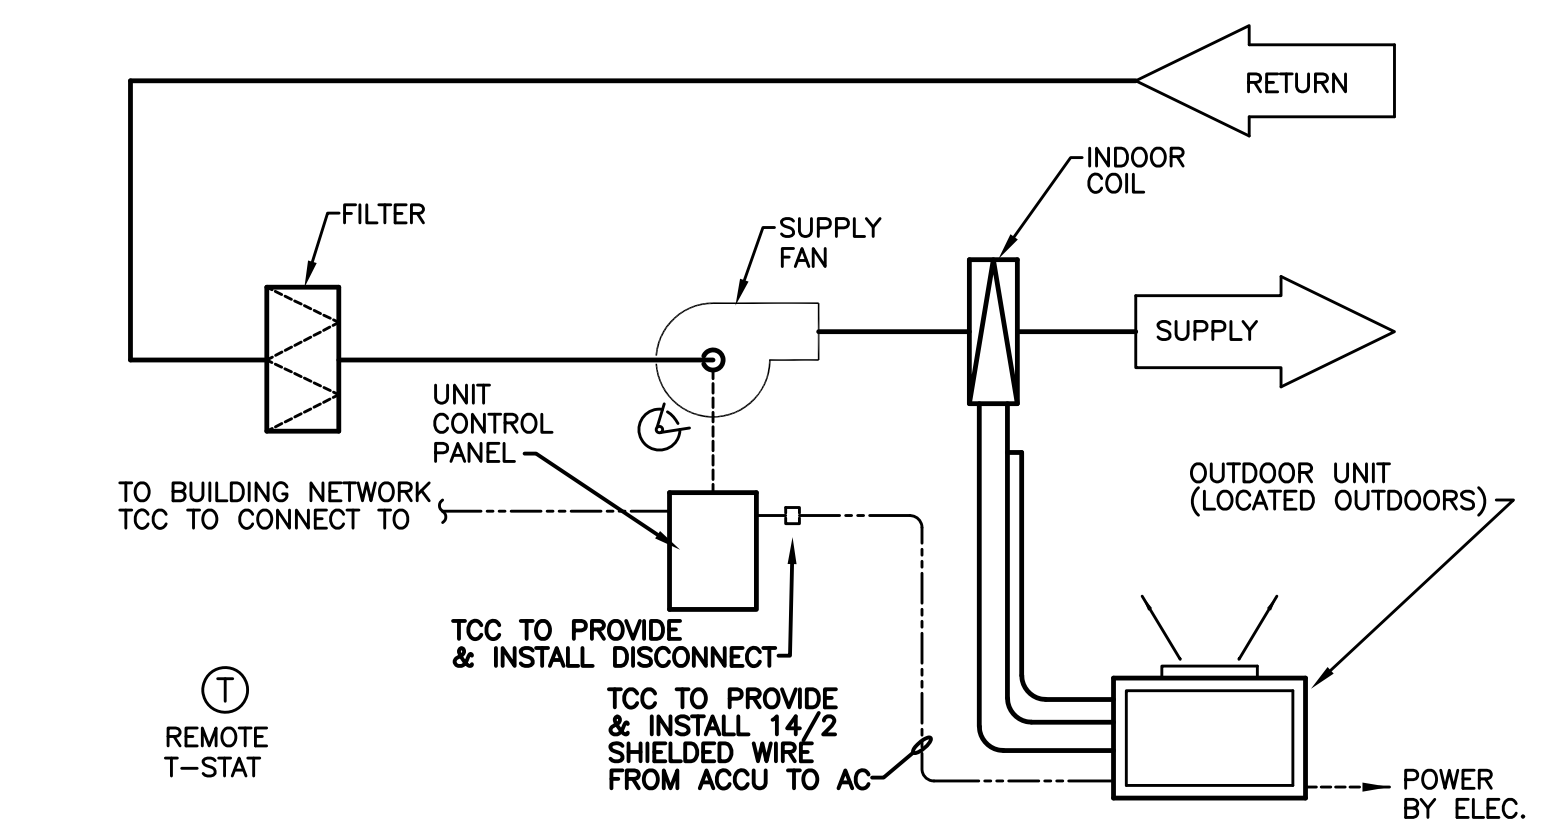 RETURN
INDOOR
COIL
FILTER
SUPPLY
FAN
SUPPLY
UNIT
CONTROL
PANEL
TO BUILDING NETWORK
TCC TO CONNECT TO
OUTDOOR UNIT
(LOCATED OUTDOORS)
TCC TO PROVIDE
& INSTALL DISCONNECT
TCC TO PROVIDE
& INSTALL 14/2
SHIELDED WIRE
FROM ACCU TO AC
T
REMOTE
T-STAT
POWER
BY ELEC.